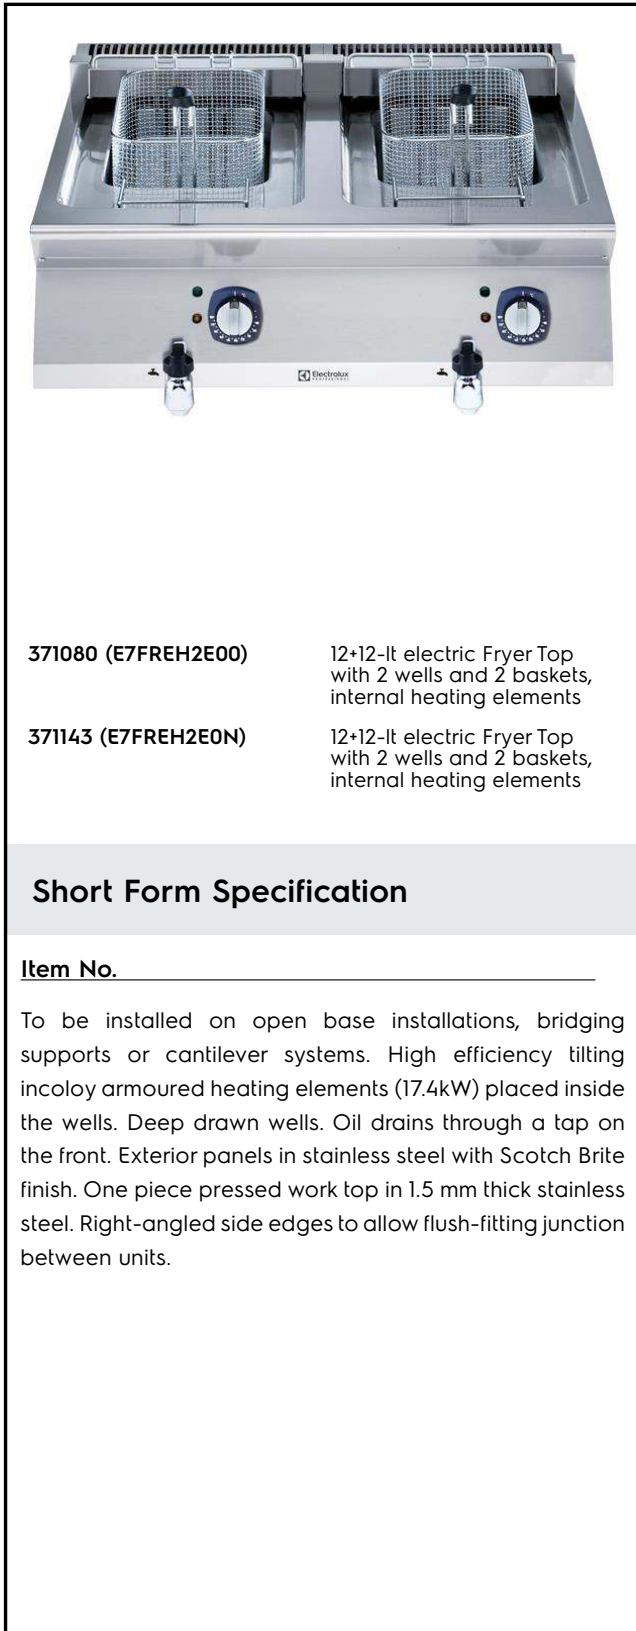 Electrolux
PROFESSIONAL
371080 (E7FREH2E00)
12+12-lt electric Fryer Top
with 2 wells and 2 baskets,
internal heating elements
371143 (E7FREH2E0N)
12+12-lt electric Fryer Top
with 2 wells and 2 baskets,
internal heating elements
Short Form Specification
Item No.
To be installed on open base installations, bridging
supports or cantilever systems. High efficiency tilting
incoloy armoured heating elements (17.4kW) placed inside
the wells. Deep drawn wells. Oil drains through a tap on
the front. Exterior panels in stainless steel with Scotch Brite
finish. One piece pressed work top in 1.5 mm thick stainless
steel. Right-angled side edges to allow flush-fitting junction
between units.